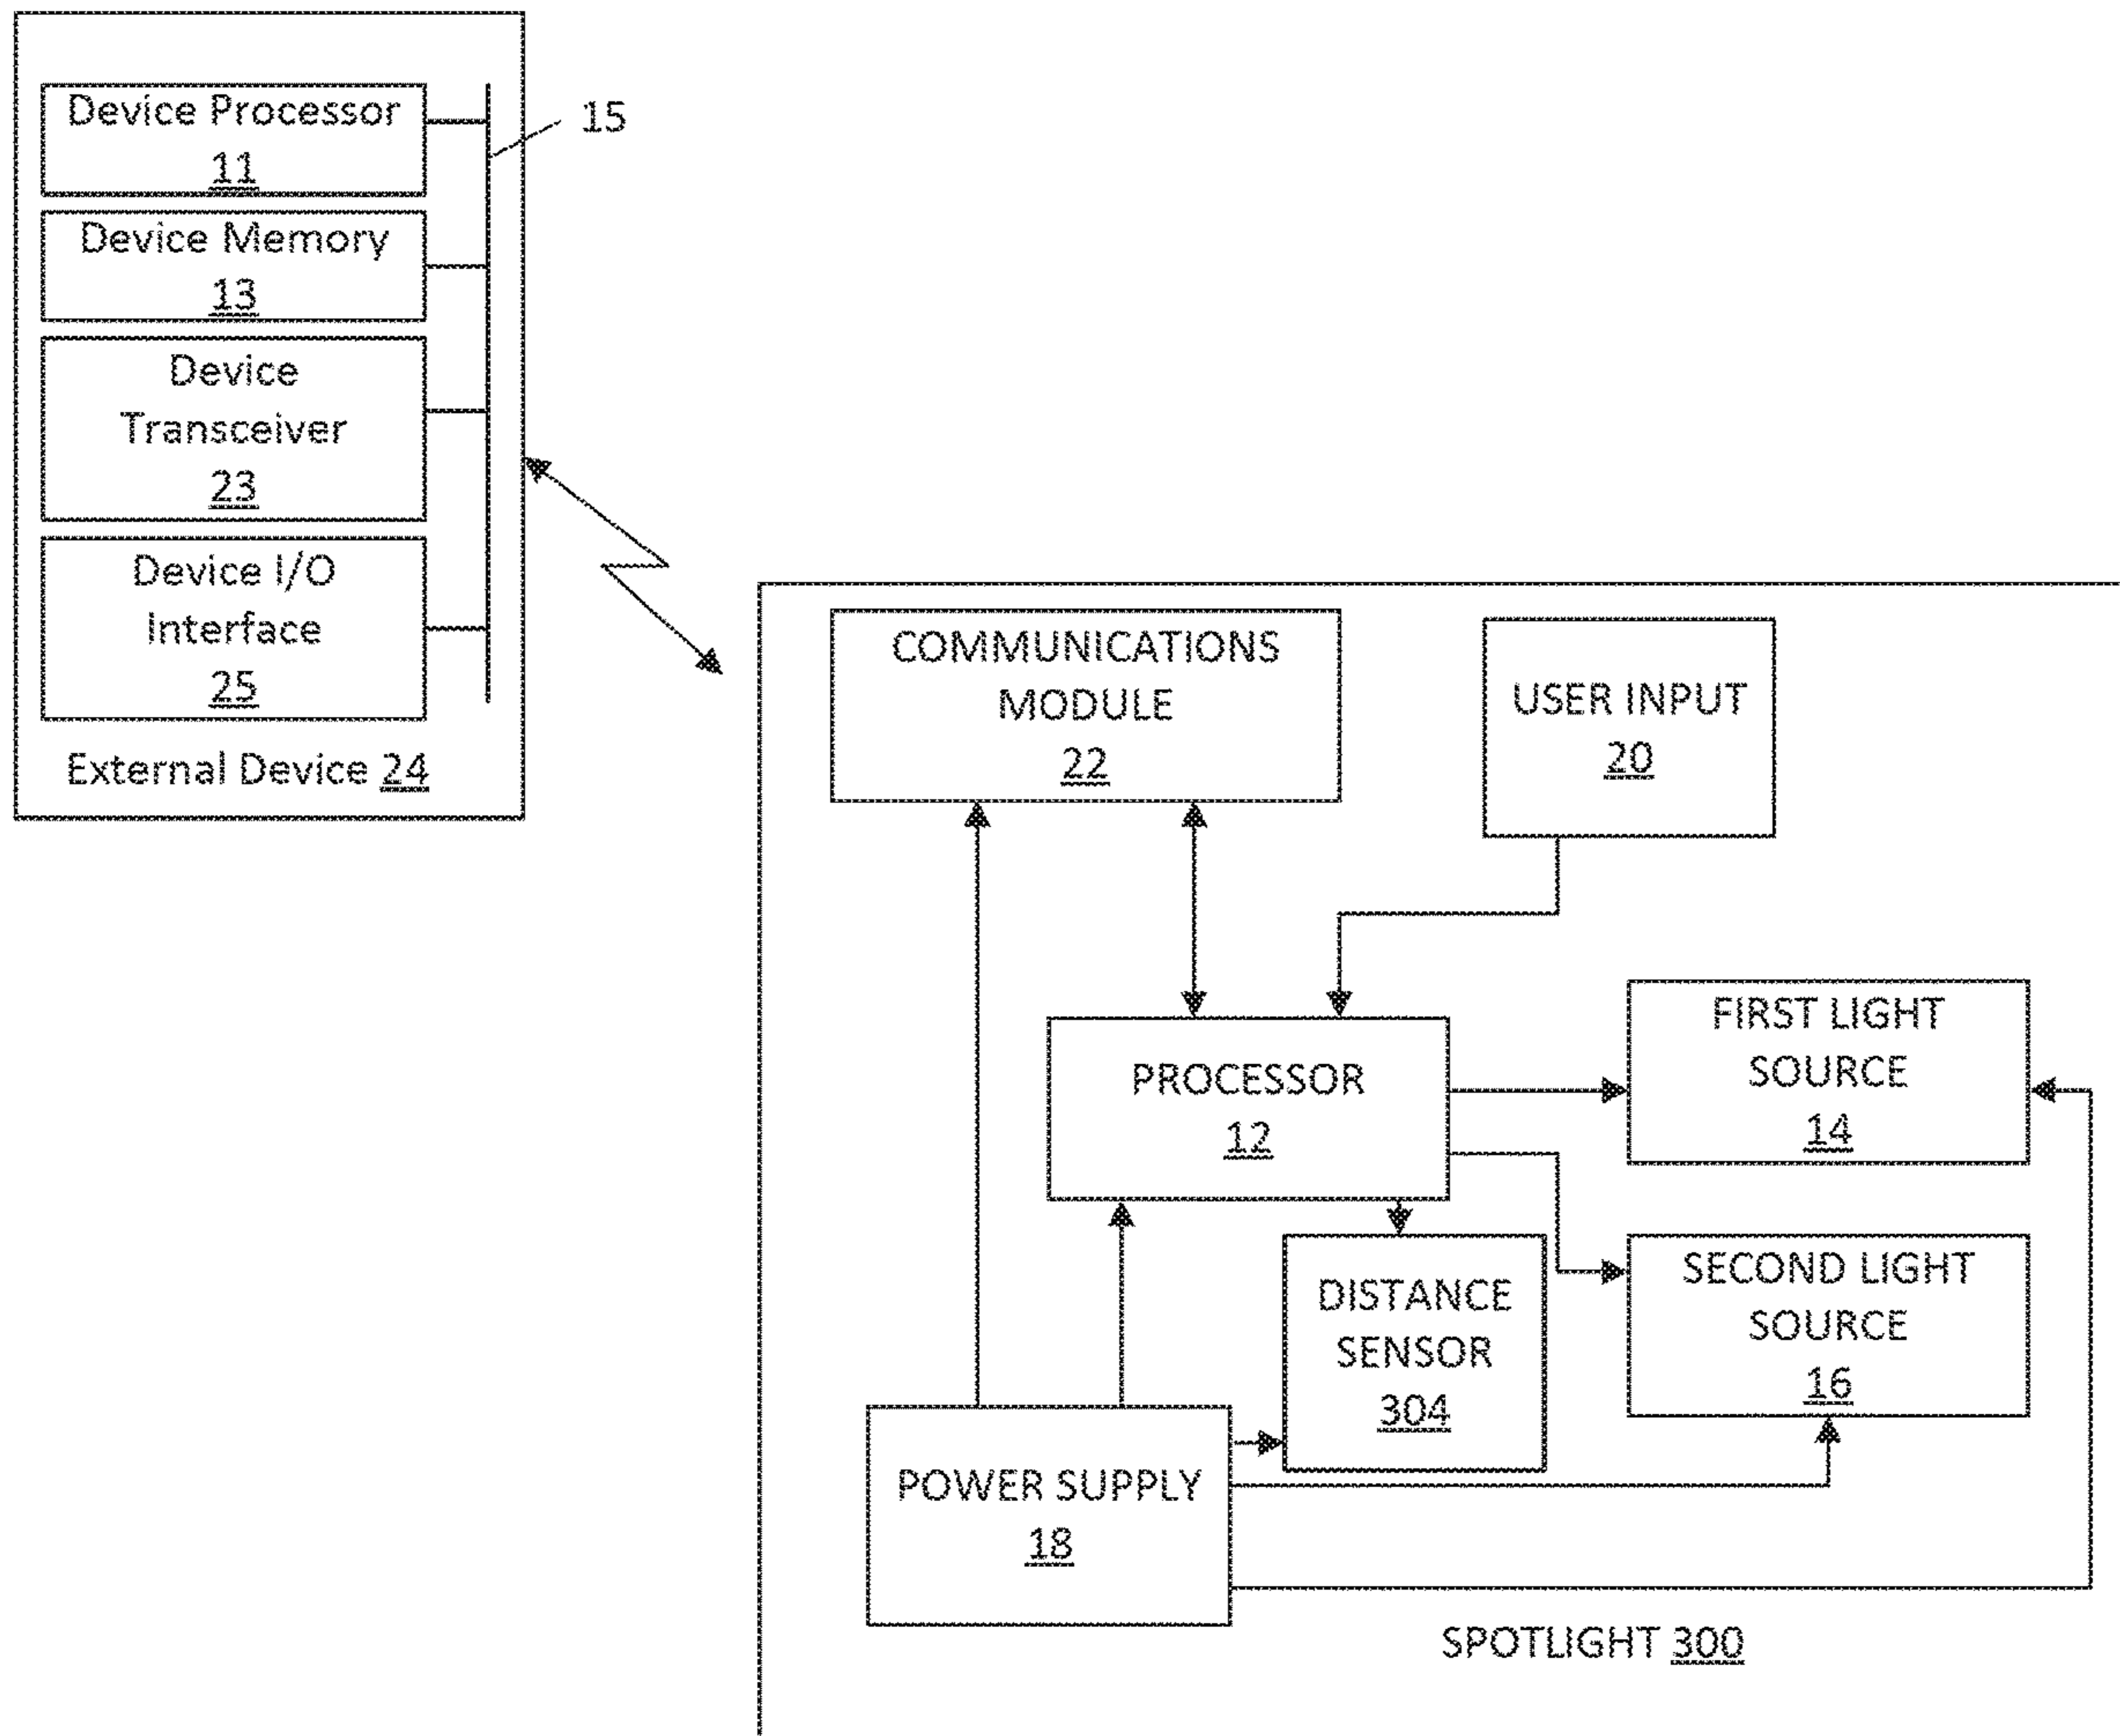 Device Processor
11
15
Device Memory
13
Device
Transceiver
23
Device I/O
Interface
25
External Device 24
COMMUNICATIONS
MODULE
22
USER INPUT
20
PROCESSOR
12
FIRST LIGHT
SOURCE
14
DISTANCE
SENSOR
304
SECOND LIGHT
SOURCE
16
POWER SUPPLY
18
SPOTLIGHT 300